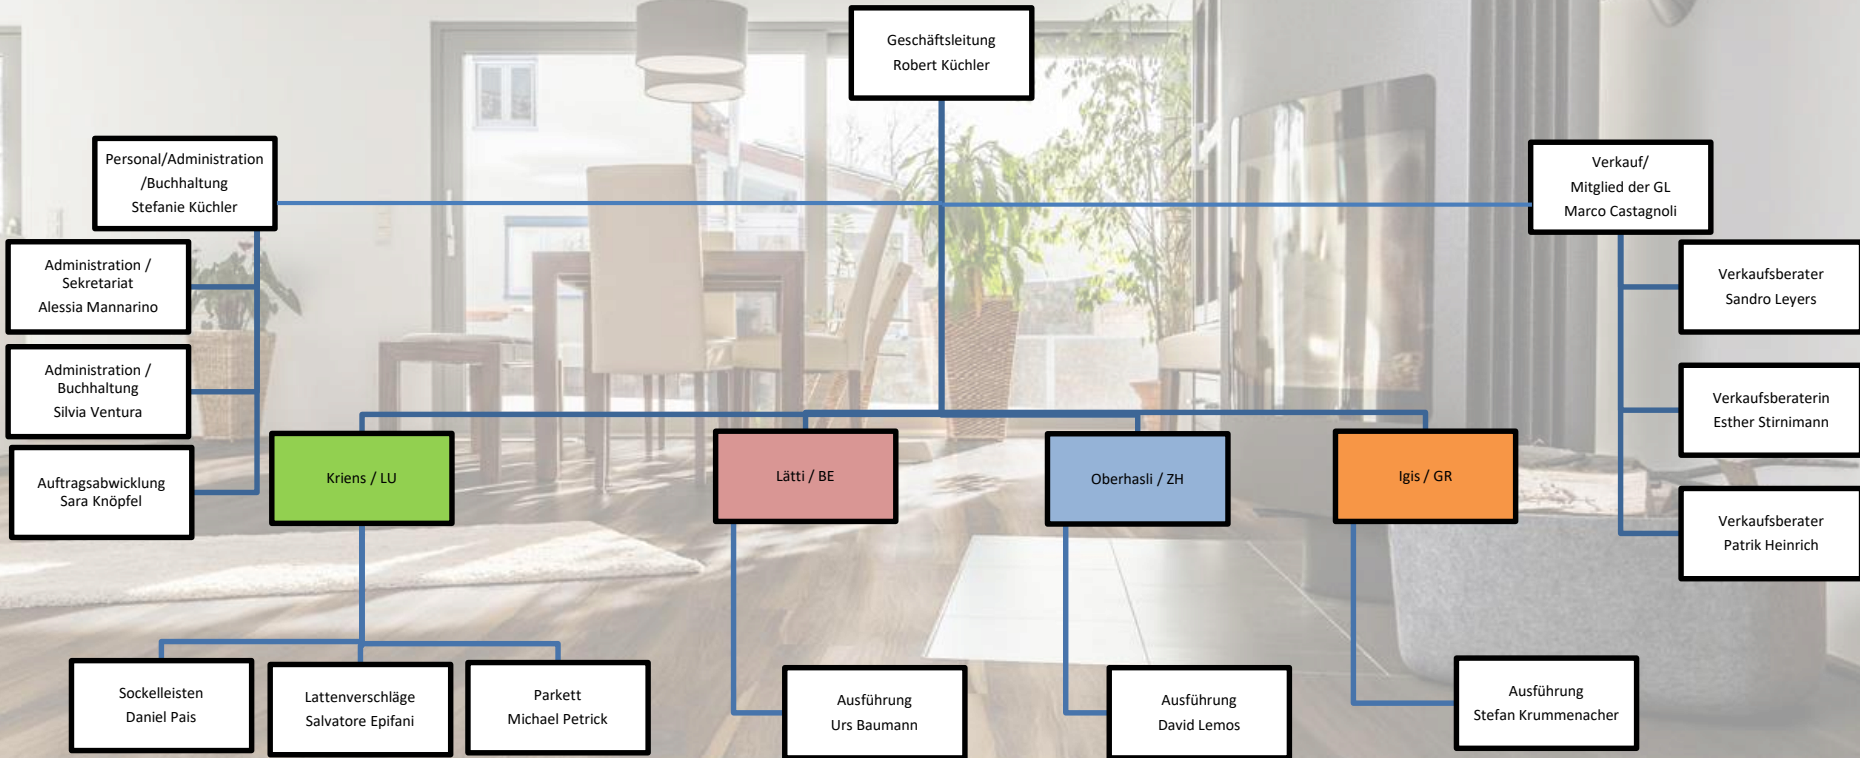 Geschäftsleitung
Robert Küchler
Personal/Administration
/Buchhaltung
Stefanie Küchler
Verkauf/
Mitglied der GL
Marco Castagnoli
Administration /
Sekretariat
Alessia Mannarino
Administration /
Buchhaltung
Silvia Ventura
Auftragsabwicklung
Sara Knöpfel
Verkaufsberater
Sandro Leyers
Verkaufsberaterin
Esther Stirnimann
Verkaufsberater
Patrik Heinrich
Kriens / LU
Lätti / BE
Oberhasli / ZH
Igis / GR
Sockelleisten
Daniel Pais
Lattenverschläge
Salvatore Epifani
Parkett
Michael Petrick
Ausführung
Urs Baumann
Ausführung
David Lemos
Ausführung
Stefan Krummenacher